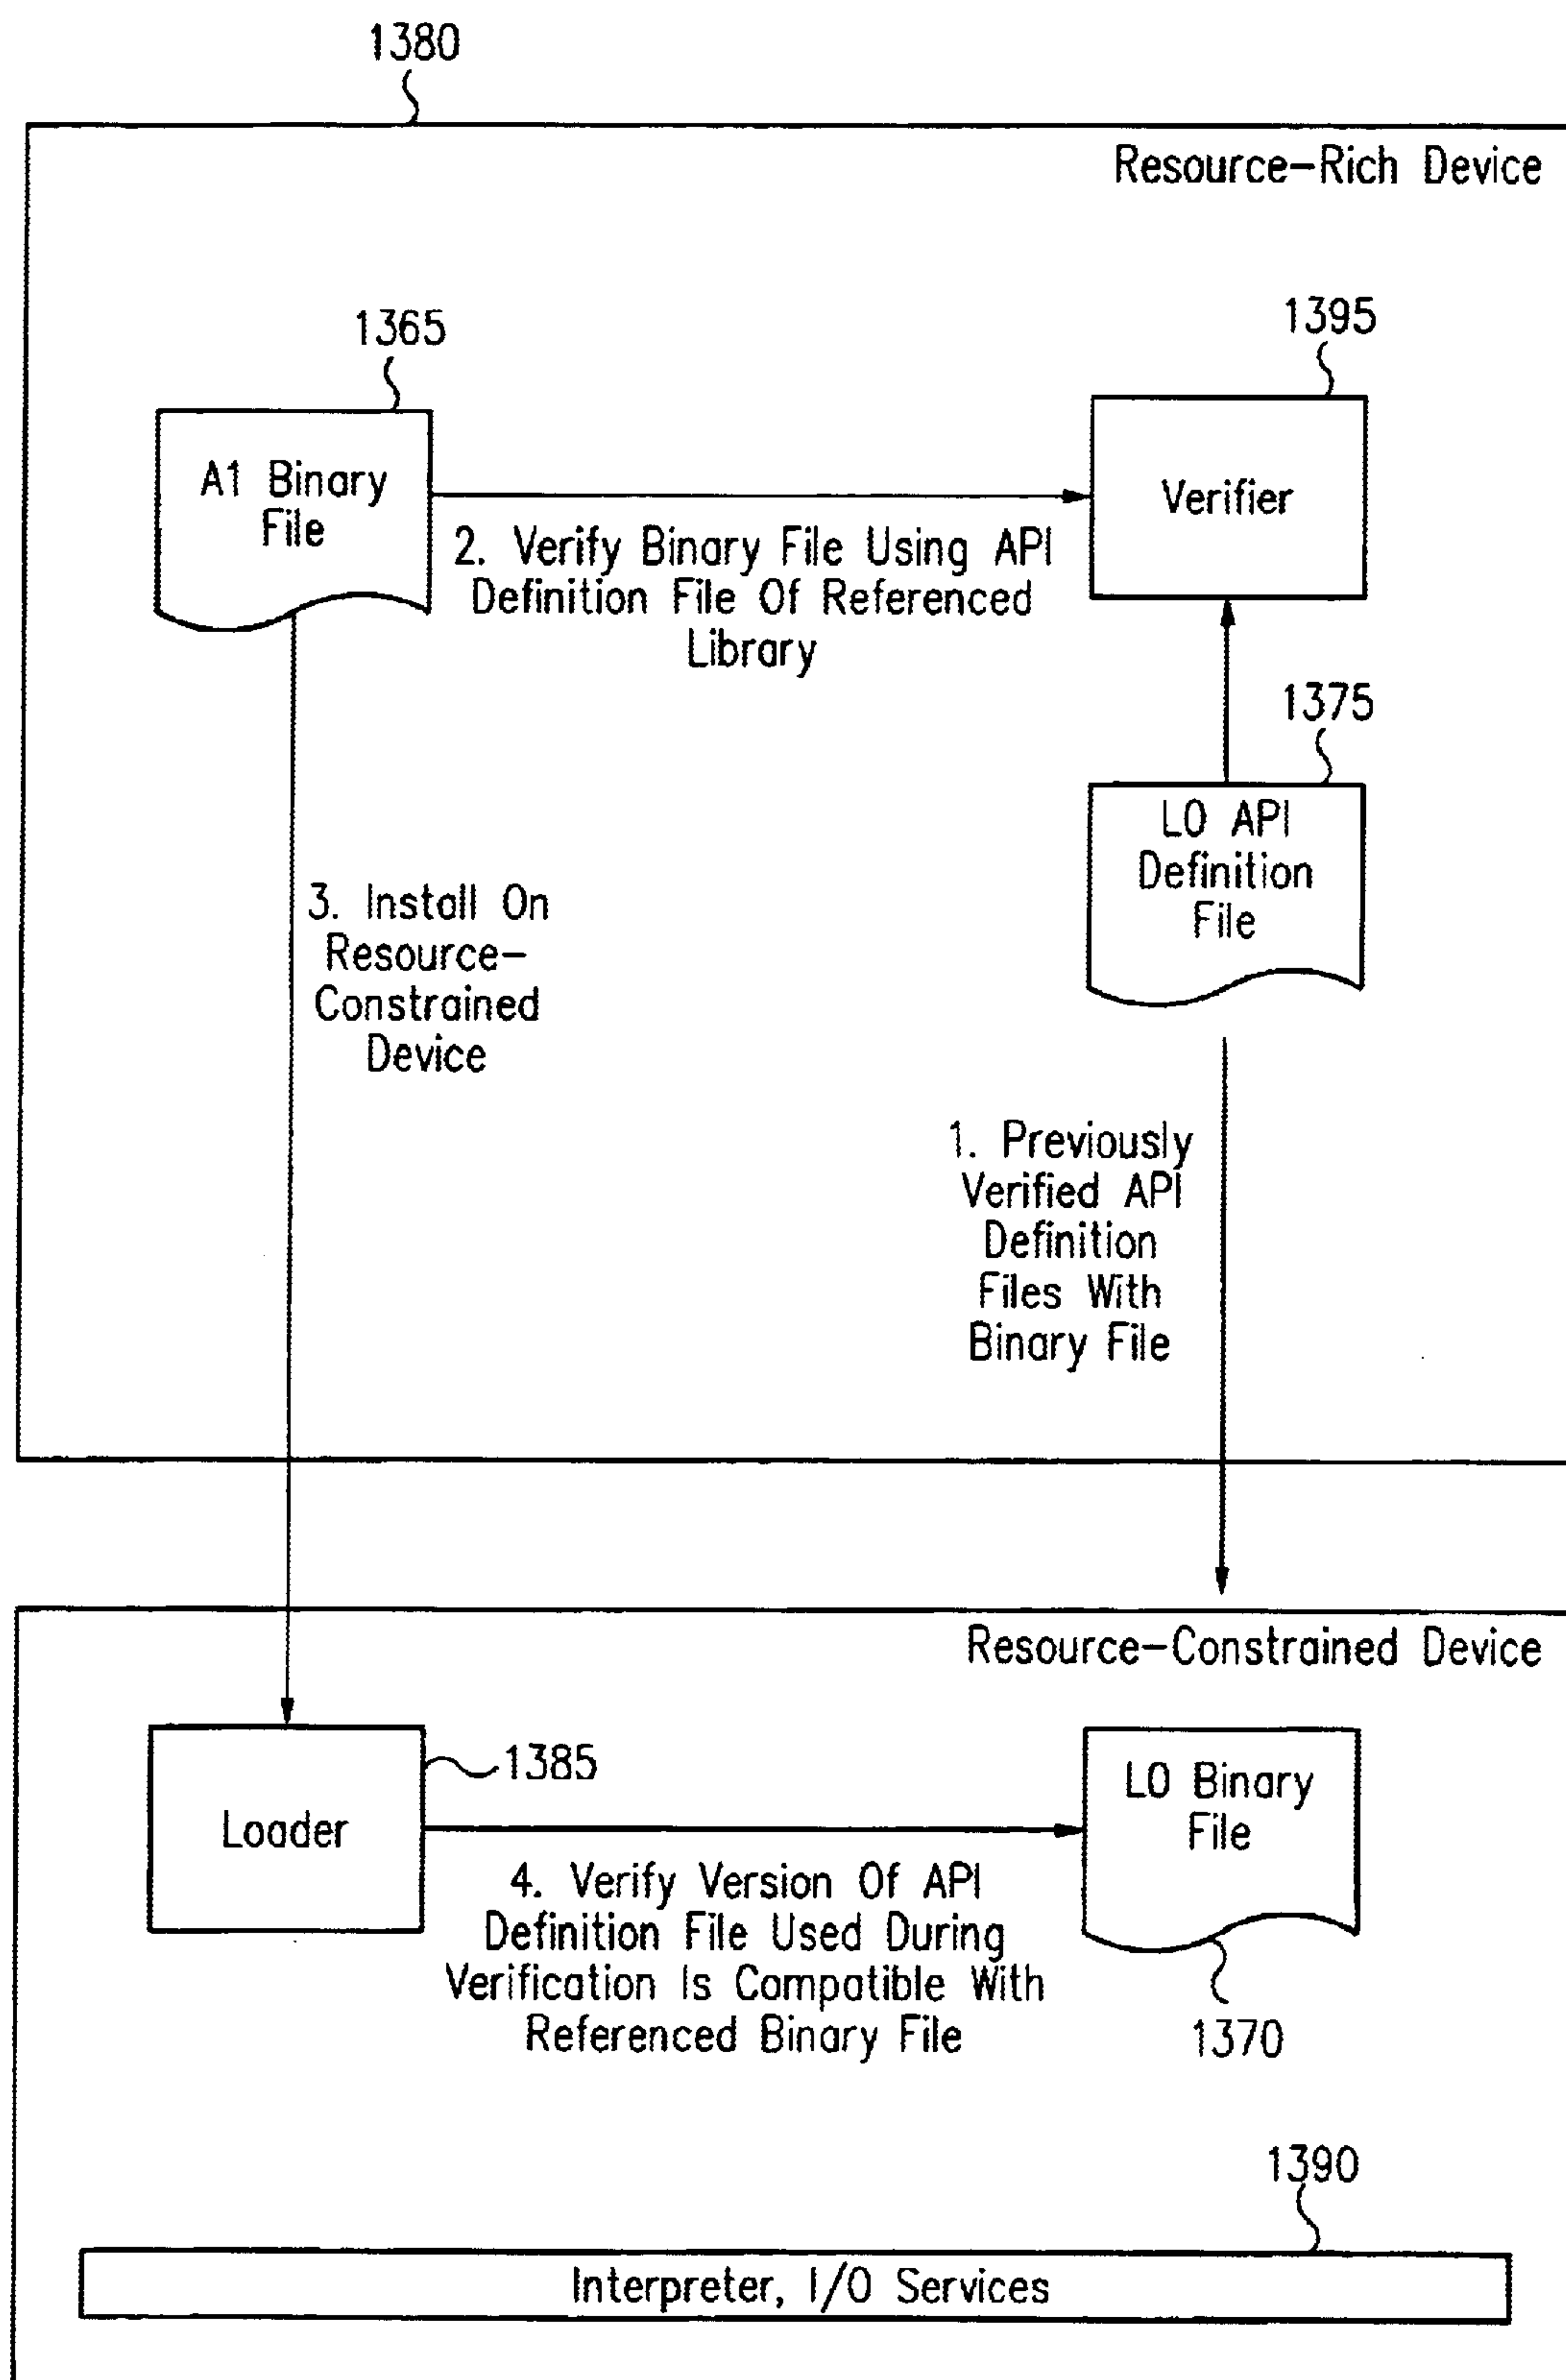 1380
Resource-Rich Device
1365
1395
A1 Binary
File
Verifier
2. Verify Binary File Using API
Definition File Of Referenced
Library
1375
L0 API
Definition
File
3. Install On
Resource-
Constrained
Device
1. Previously
Verified API
Definition
Files With
Binary File
Resource-Constrained Device
1385
Loader
L0 Binary
File
4. Verify Version Of API
Definition File Used During
Verification Is Compatible With
Referenced Binary File
1370
1390
Interpreter, I/O Services